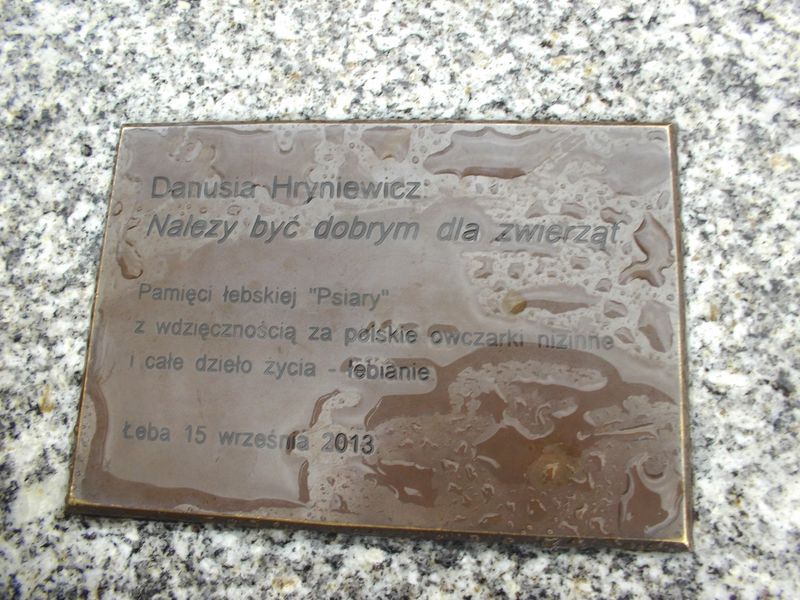 Danusia Hryniewicz
Nalezy być dobrym dla zwierząt
Pamięci łebskiej "Psiary"
z wdzięcznością za polskie owczarki nizinne
i całe dzieło życia - łebianie
Łeba 15 września 2013